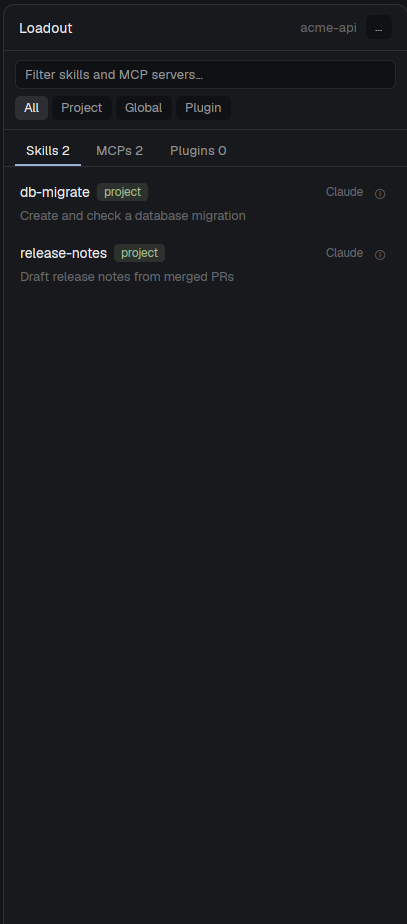 Loadout
acme-api ...
Filter skills and MCP servers...
All Project Global Plugin
Skills 2 MCPs 2 Plugins 0
db-migrate project Claude
Create and check a database migration
release-notes project Claude
Draft release notes from merged PRs